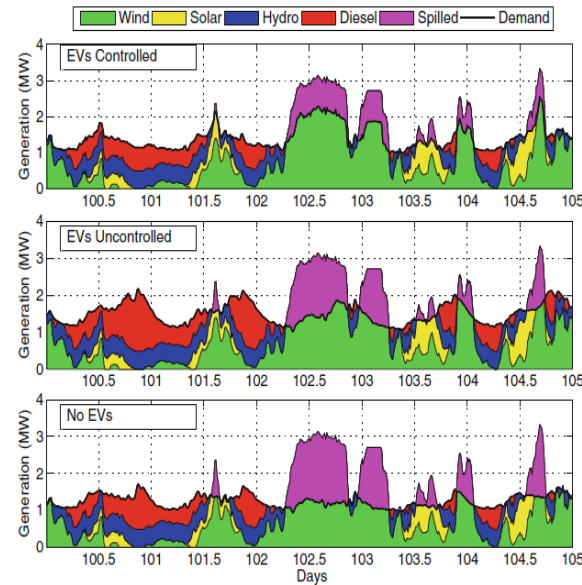 Wind Solar Hydro Diesel Spilled Demand
EVs Controlled
Generation (MW)
4
3
2
1
0
100.5 101 101.5 102 102.5 103 103.5 104 104.5 105
EVs Uncontrolled
Generation (MW)
4
3
2
1
0
100.5 101 101.5 102 102.5 103 103.5 104 104.5 105
No EVs
Generation (MW)
4
3
2
1
0
100.5 101 101.5 102 102.5 103 103.5 104 104.5 105
Days